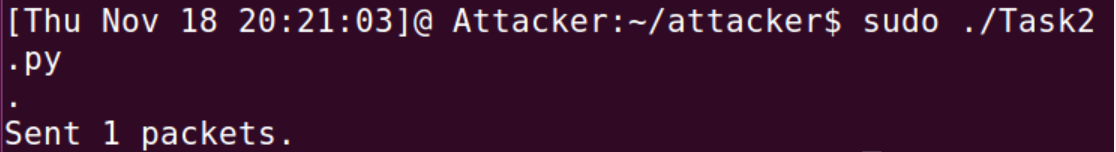 [Thu Nov 18 20:21:03]@ Attacker:~/attacker$ sudo ./Task2
.py
.
Sent 1 packets.